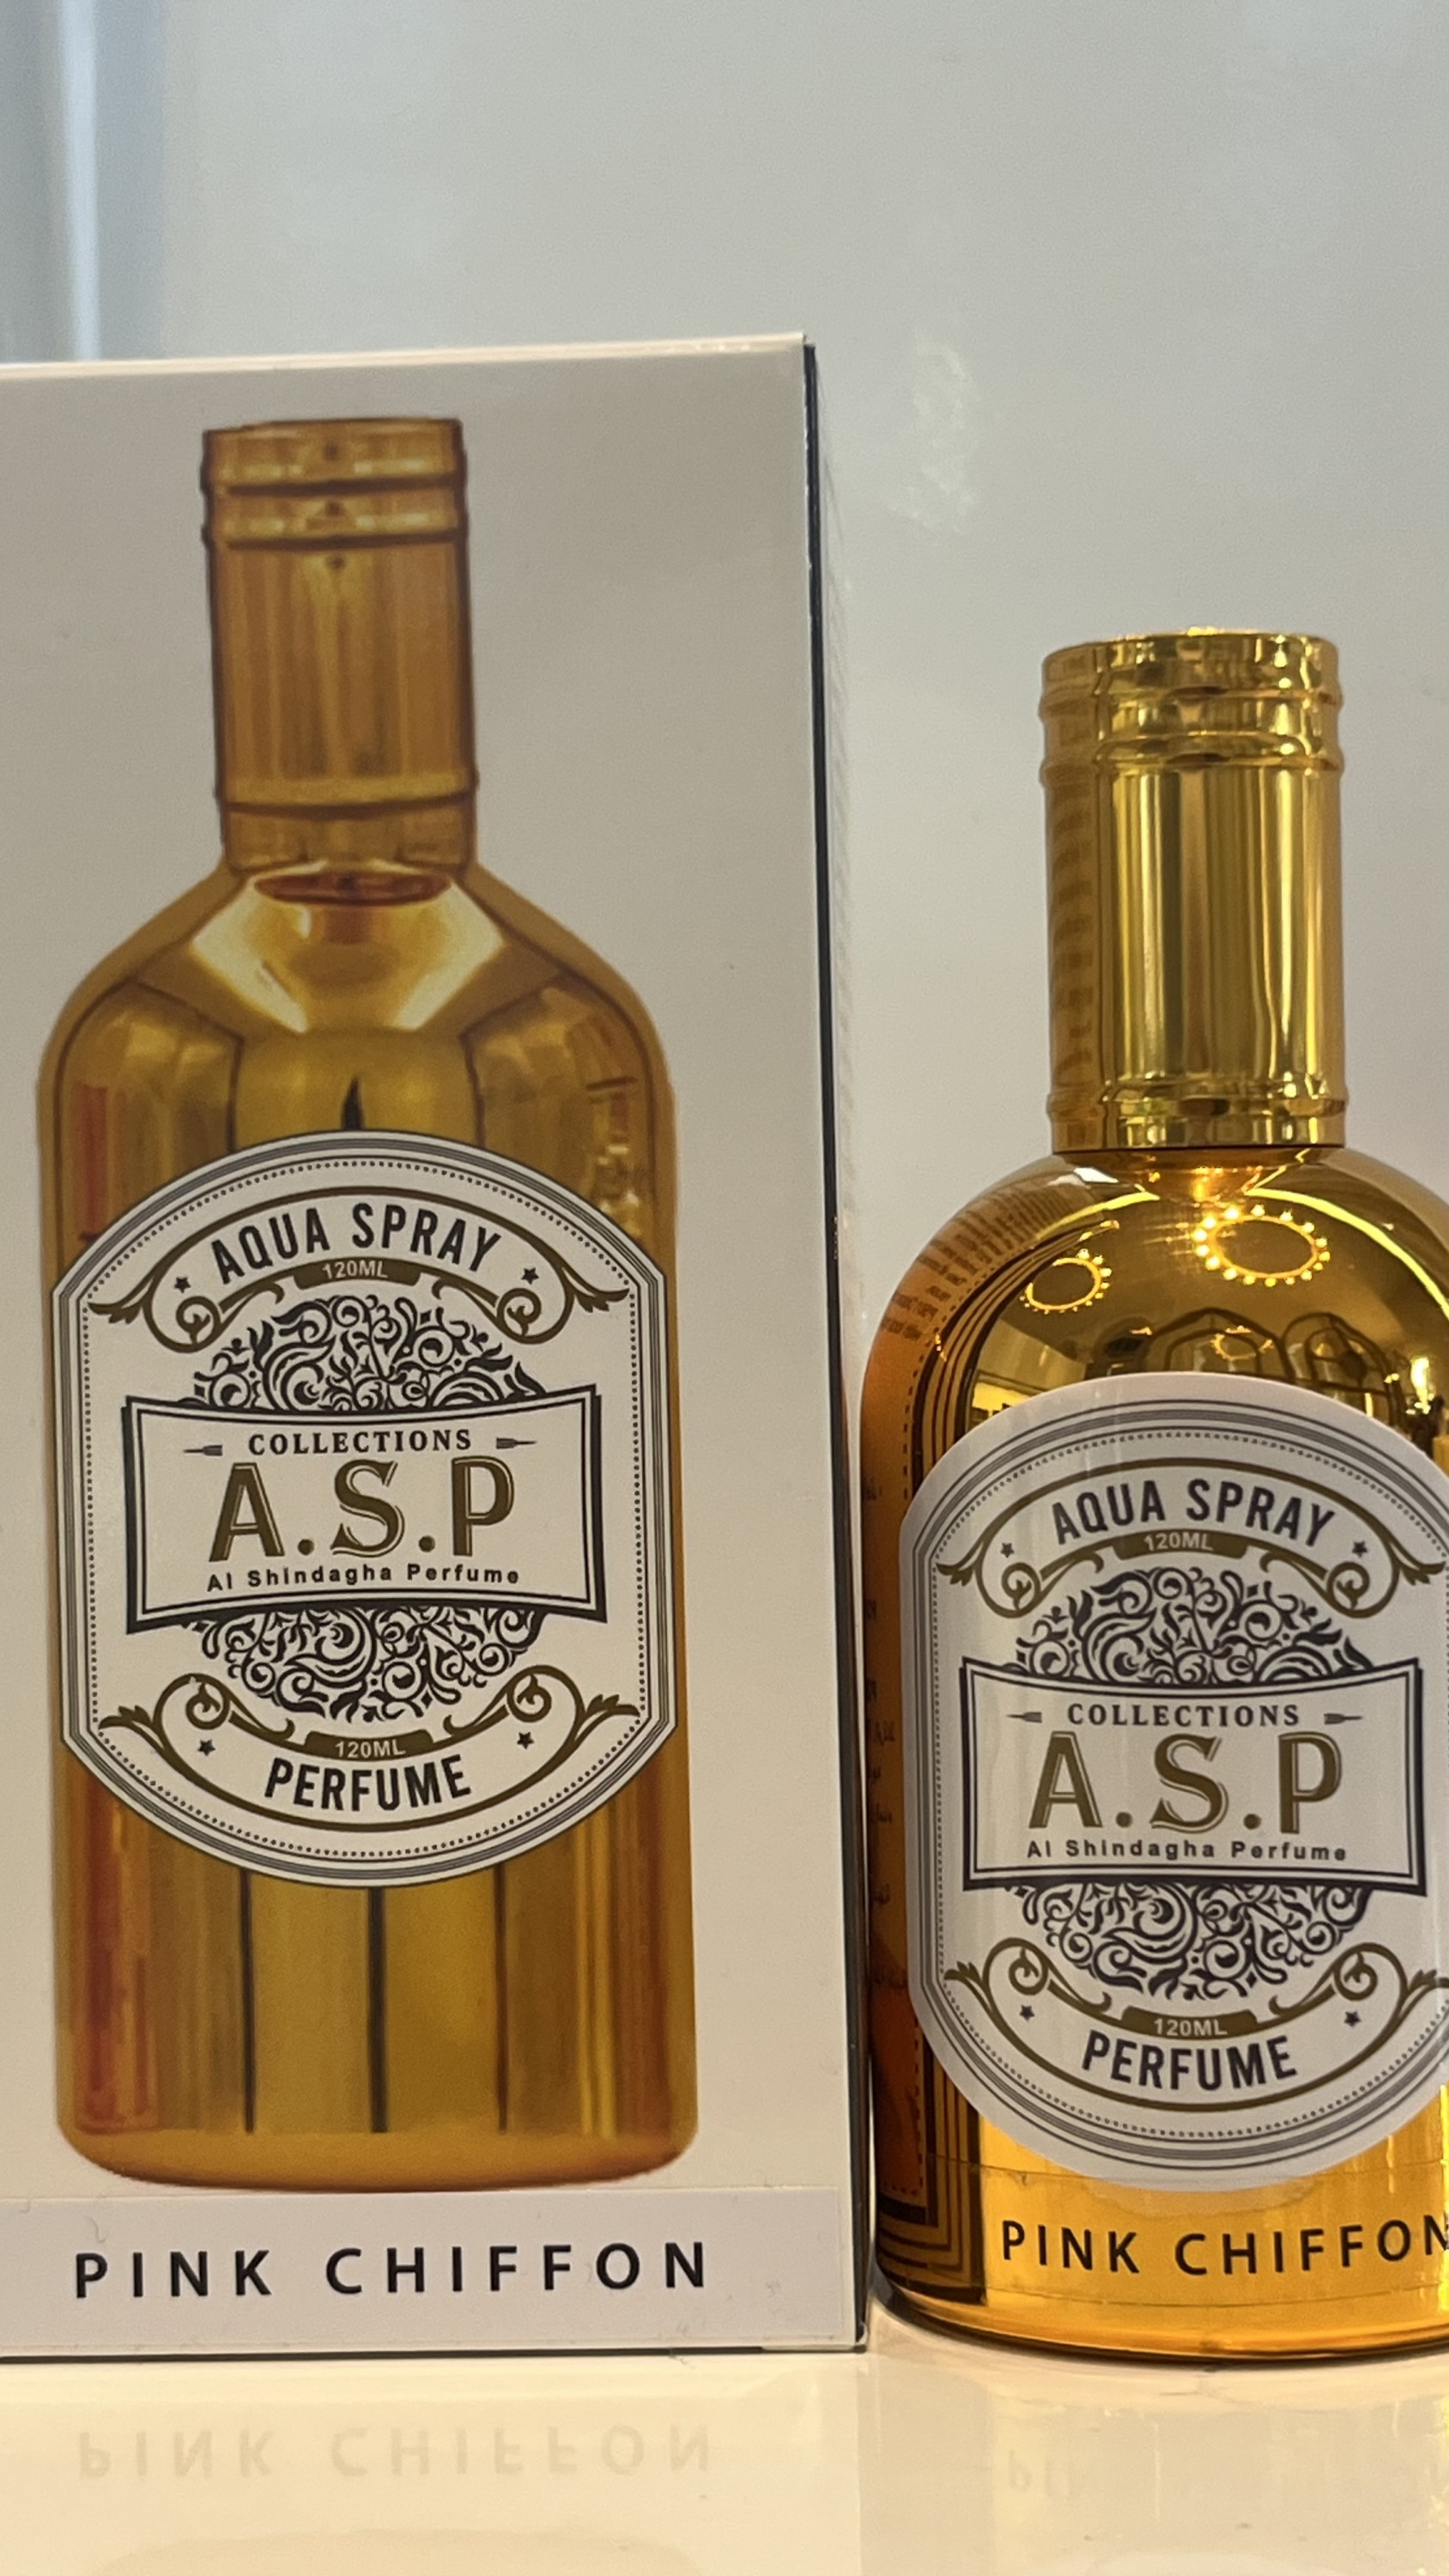 AQUA SPRAY
120ML
COLLECTIONS
A.S.P
Al Shindagha Perfume
120ML
PERFUME
PINK CHIFFON
AQUA SPRAY
120ML
COLLECTIONS
A.S.P
Al Shindagha Perfume
120ML
PERFUME
PINK CHIFFON